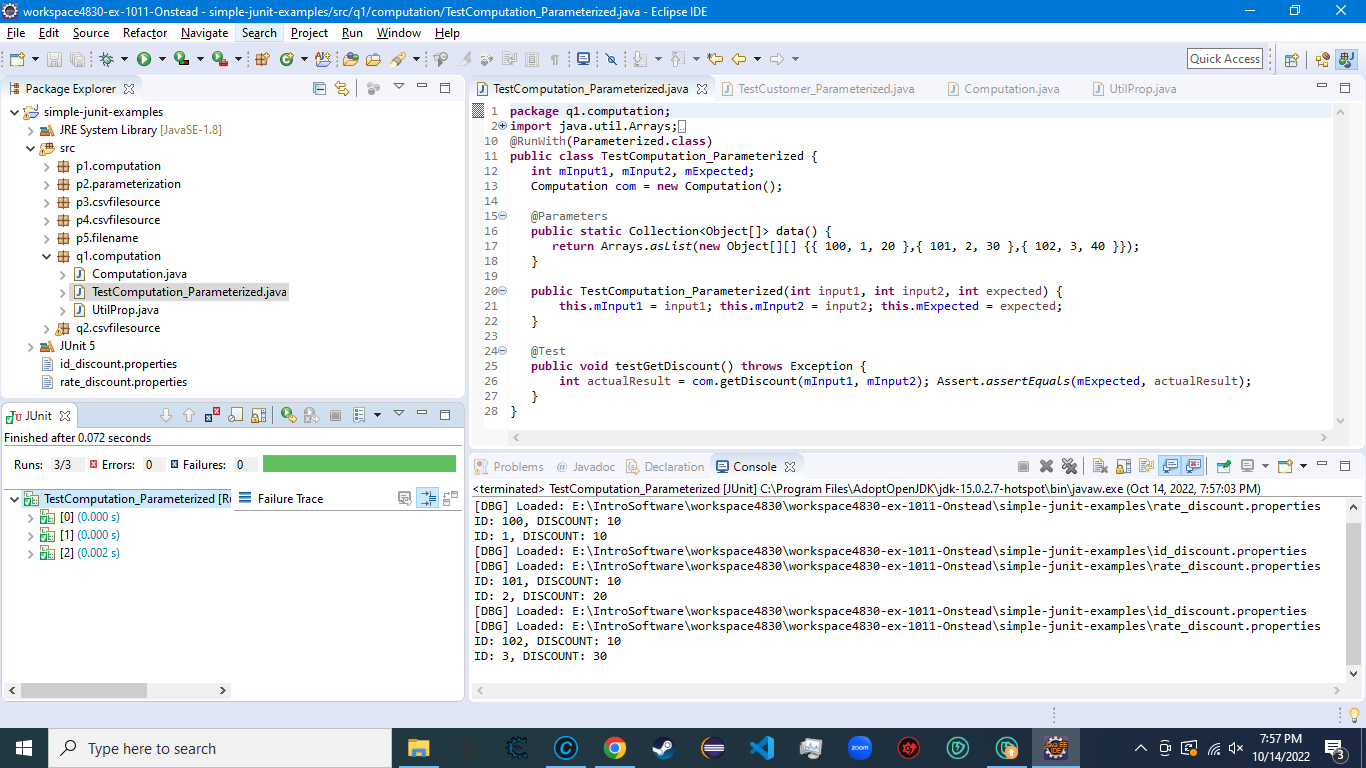 workspace4830-ex-1011-Onstead - simple-junit-examples/src/q1/computation/TestComputation_Parameterized.java - Eclipse IDE
File Edit Source Refactor Navigate Search Project Run Window Help
Quick Access
Package Explorer
simple-junit-examples
JRE System Library [JavaSE-1.8]
src
p1.computation
p2.parameterization
p3.csvfilesource
p4.csvfilesource
p5.filename
q1.computation
Computation.java
TestComputation_Parameterized.java
UtilProp.java
q2.csvfilesource
JUnit 5
id_discount.properties
rate_discount.properties
TestComputation_Parameterized.java TestCustomer_Parameterized.java Computation.java UtilProp.java
1 package q1.computation;
2 import java.util.Arrays;
10 @RunWith(Parameterized.class)
11 public class TestComputation_Parameterized {
12 int mInput1, mInput2, mExpected;
13 Computation com = new Computation();
14
15 @Parameters
16 public static Collection<Object[]> data() {
17 return Arrays.asList(new Object[][] {{ 100, 1, 20 },{ 101, 2, 30 },{ 102, 3, 40 }});
18 }
19
20 public TestComputation_Parameterized(int input1, int input2, int expected) {
21 this.mInput1 = input1; this.mInput2 = input2; this.mExpected = expected;
22 }
23
24 @Test
25 public void testGetDiscount() throws Exception {
26 int actualResult = com.getDiscount(mInput1, mInput2); Assert.assertEquals(mExpected, actualResult);
27 }
28 }
JUnit
Finished after 0.072 seconds
Runs: 3/3 Errors: 0 Failures: 0
TestComputation_Parameterized [Ru
Failure Trace
[0] (0.000 s)
[1] (0.000 s)
[2] (0.002 s)
Problems @ Javadoc Declaration Console
<terminated> TestComputation_Parameterized [JUnit] C:\Program Files\AdoptOpenJDK\jdk-15.0.2.7-hotspot\bin\javaw.exe (Oct 14, 2022, 7:57:03 PM)
[DBG] Loaded: E:\IntroSoftware\workspace4830\workspace4830-ex-1011-Onstead\simple-junit-examples\rate_discount.properties
ID: 100, DISCOUNT: 10
ID: 1, DISCOUNT: 10
[DBG] Loaded: E:\IntroSoftware\workspace4830\workspace4830-ex-1011-Onstead\simple-junit-examples\id_discount.properties
[DBG] Loaded: E:\IntroSoftware\workspace4830\workspace4830-ex-1011-Onstead\simple-junit-examples\rate_discount.properties
ID: 101, DISCOUNT: 10
ID: 2, DISCOUNT: 20
[DBG] Loaded: E:\IntroSoftware\workspace4830\workspace4830-ex-1011-Onstead\simple-junit-examples\id_discount.properties
[DBG] Loaded: E:\IntroSoftware\workspace4830\workspace4830-ex-1011-Onstead\simple-junit-examples\rate_discount.properties
ID: 102, DISCOUNT: 10
ID: 3, DISCOUNT: 30
Type here to search
zoom
7:57 PM
10/14/2022
3